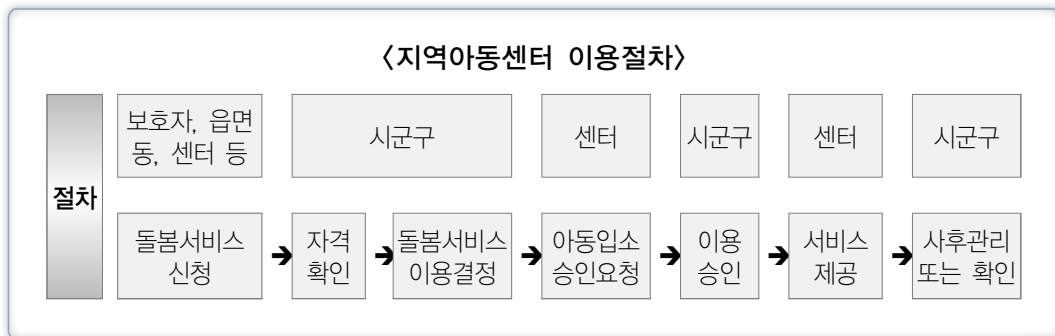 〈지역아동센터 이용절차〉
절차
보호자, 읍면
동, 센터 등
시군구
센터
시군구
센터
시군구
돌봄서비스
신청
➔
자격
확인
➔
돌봄서비스
이용결정
➔
아동입소
승인요청
➔
이용
승인
➔
서비스
제공
➔
사후관리
또는 확인